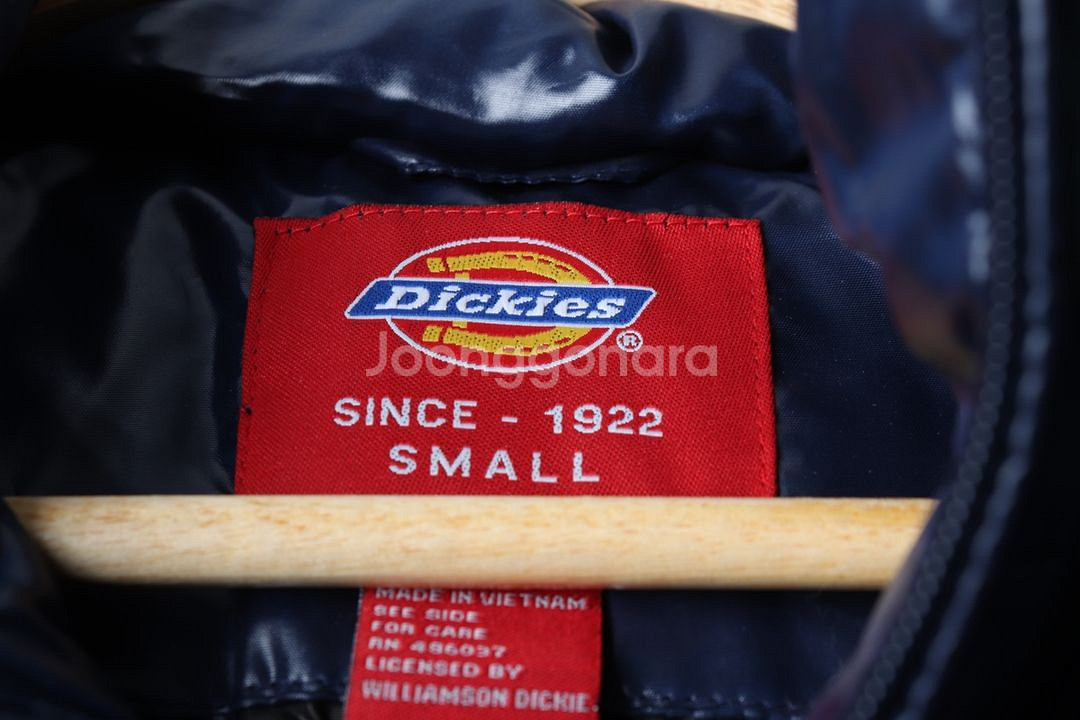 Dickies
®
Joonggonara
SINCE - 1922
SMALL
MADE IN VIETNAM
SEE SIDE
FOR CARE
RN 486037
LICENSED BY
WILLIAMSON DICKIE